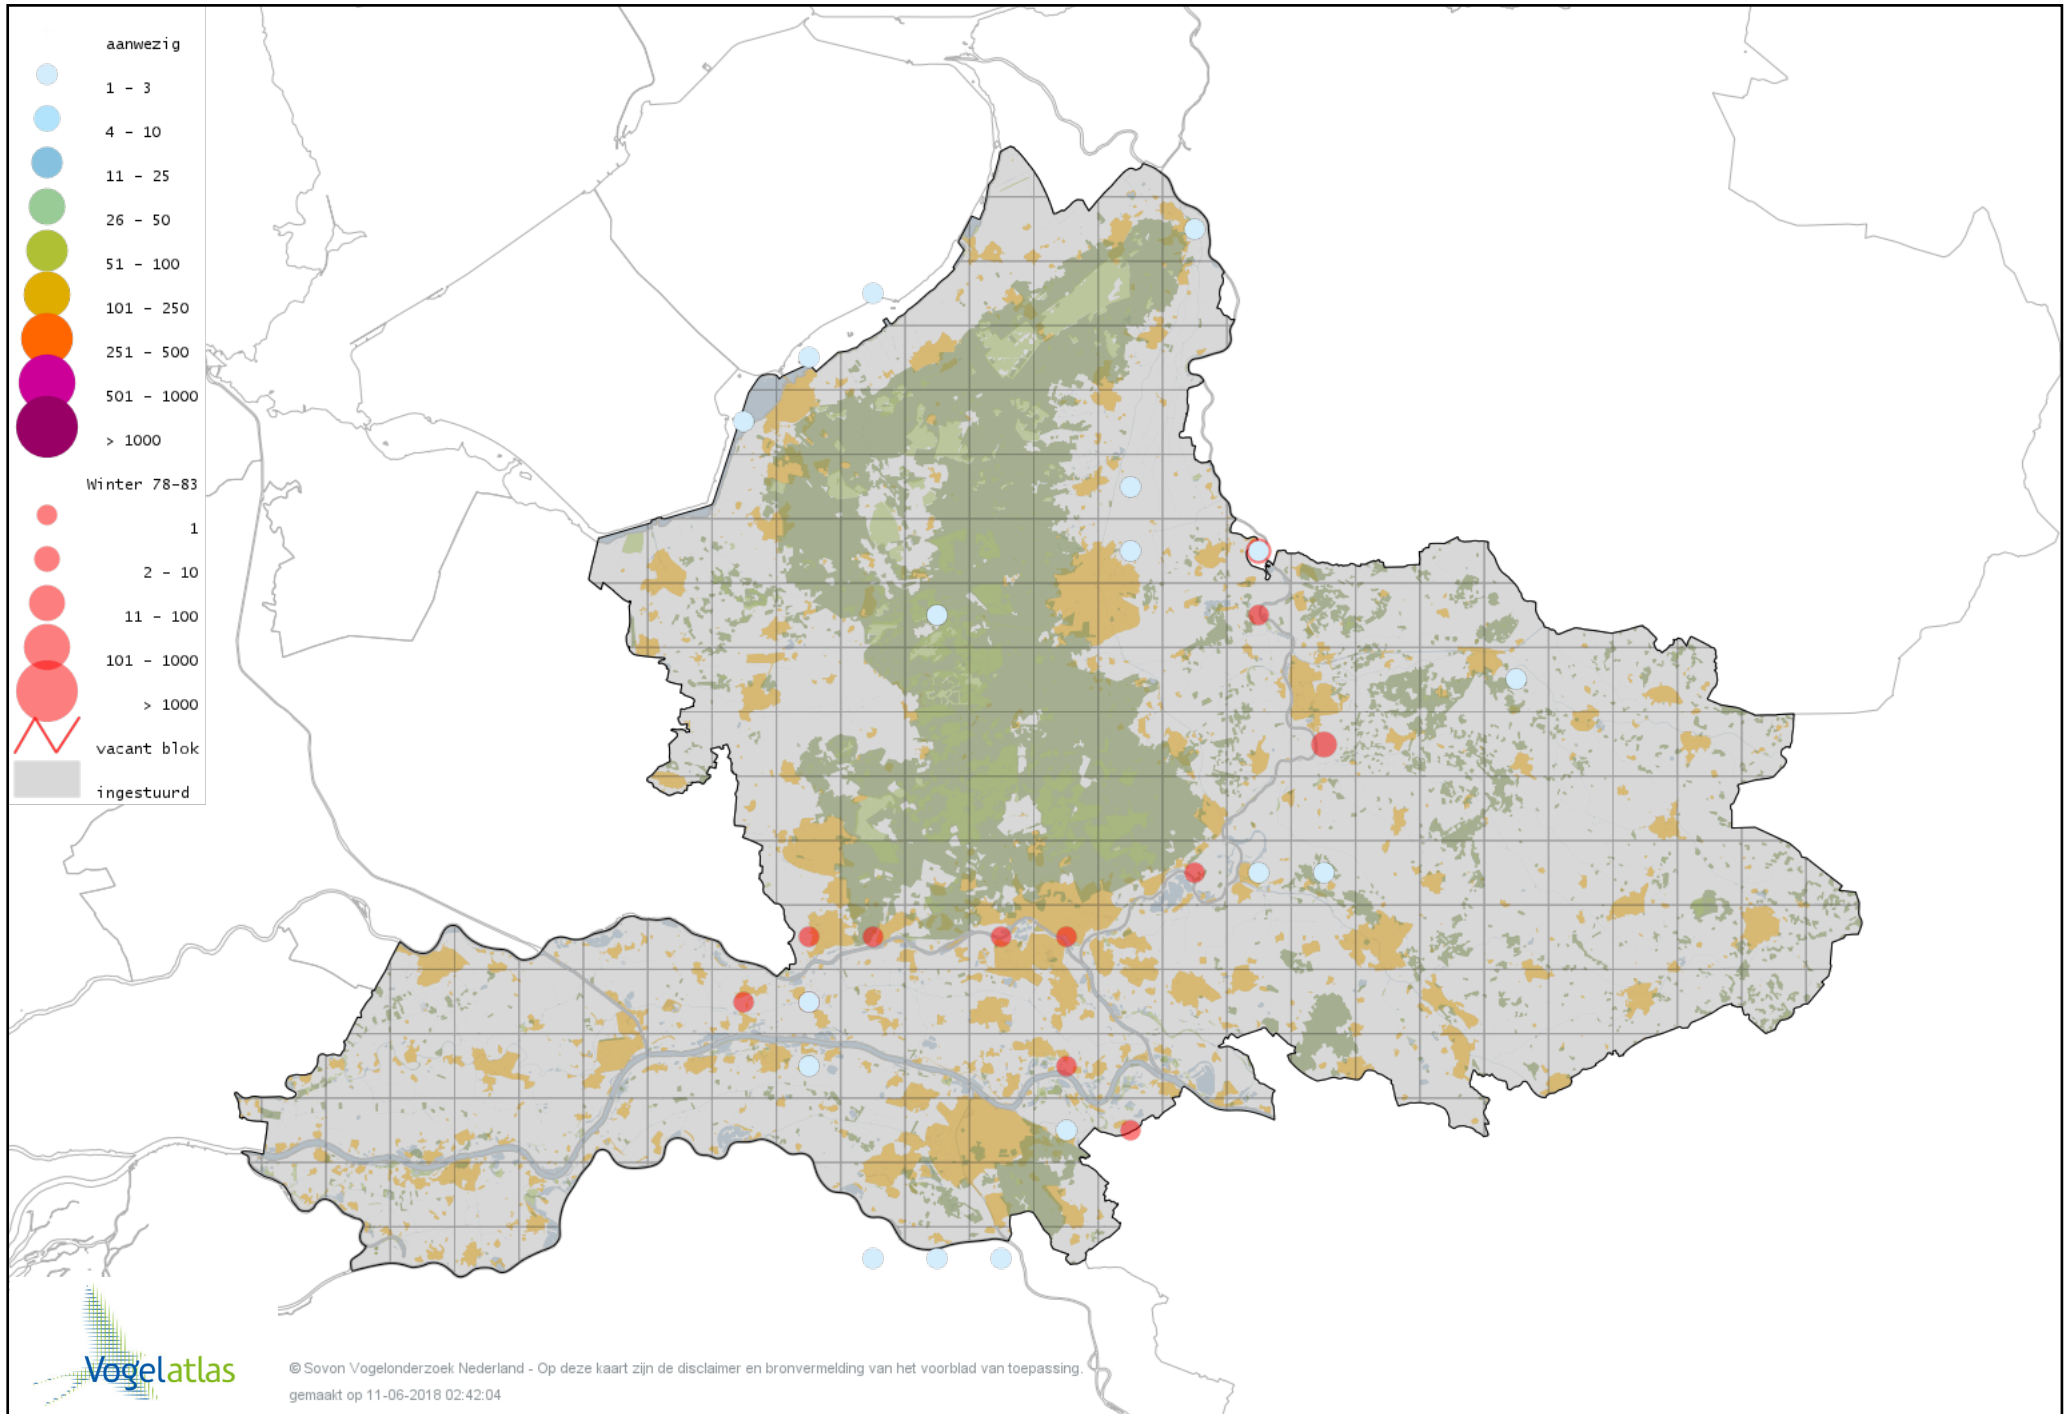 aanwezig
1 - 3
4 - 10
11 - 25
26 - 50
51 - 100
101 - 250
251 - 500
501 - 1000
> 1000
Winter 78-83
1
2 - 10
11 - 100
101 - 1000
> 1000
vacant blok
ingestuurd
Vogelatlas
© Sovon Vogelonderzoek Nederland - Op deze kaart zijn de disclaimer en bronvermelding van het voorblad van toepassing.
gemaakt op 11-06-2018 02:42:04